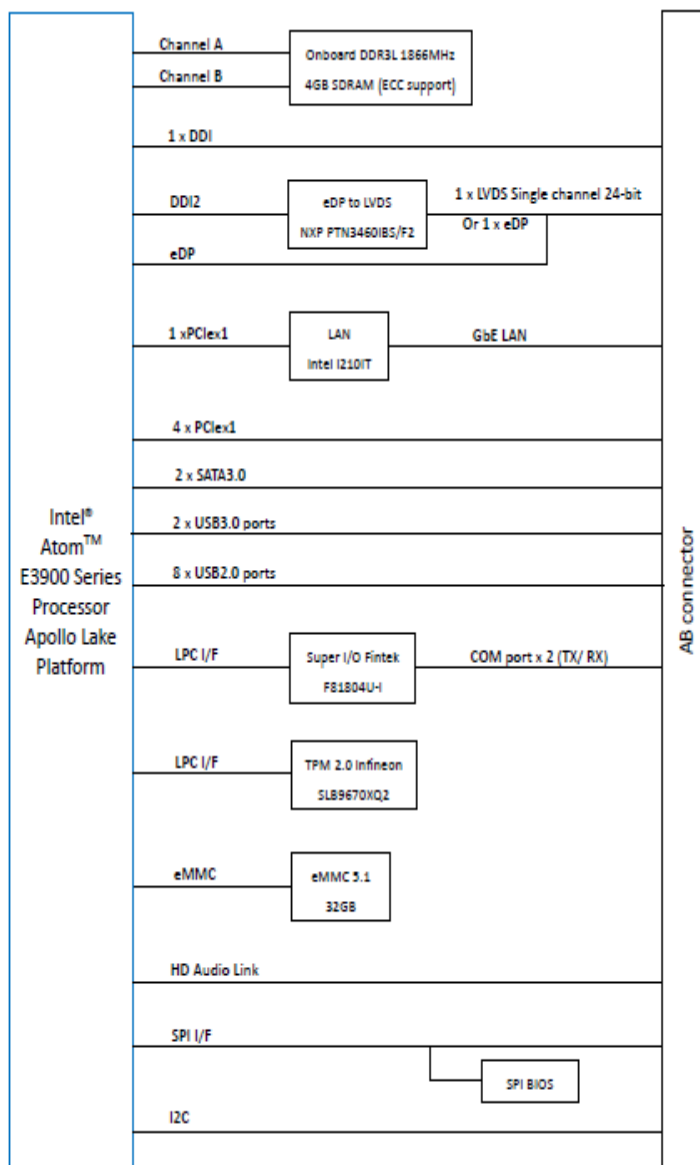 Channel A
Onboard DDR3L 1866MHz
Channel B
4GB SDRAM (ECC support)
1 x DDI
DDI2
eDP to LVDS
NXP PTN3460IBS/F2
1 x LVDS Single channel 24-bit
Or 1 x eDP
eDP
1 xPCIex1
LAN
Intel I210IT
GbE LAN
4 x PCIex1
2 x SATA3.0
2 x USB3.0 ports
8 x USB2.0 ports
Intel®
Atom™
E3900 Series
Processor
Apollo Lake
Platform
AB connector
LPC I/F
Super I/O Fintek
F81804U-I
COM port x 2 (TX/ RX)
LPC I/F
TPM 2.0 Infineon
SLB9670XQ2
eMMC
eMMC 5.1
32GB
HD Audio Link
SPI I/F
SPI BIOS
I2C